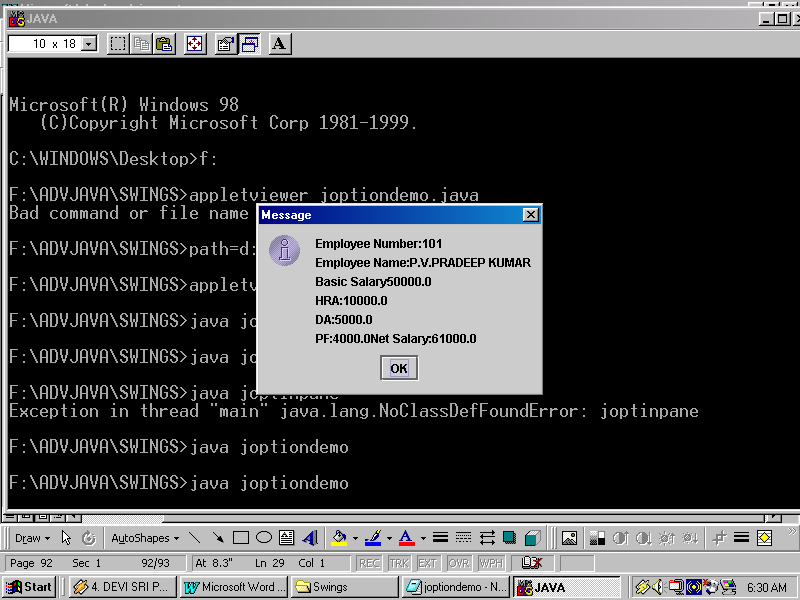 JAVA
10 x 18
A
Microsoft(R) Windows 98
(C)Copyright Microsoft Corp 1981-1999.
C:\WINDOWS\Desktop>f:
F:\ADVJAVA\SWINGS>appletviewer joptiondemo.java
Bad command or file name
F:\ADVJAVA\SWINGS>path=d:
F:\ADVJAVA\SWINGS>appletv
F:\ADVJAVA\SWINGS>java jo
F:\ADVJAVA\SWINGS>java jo
F:\ADVJAVA\SWINGS>java joptinpane
Exception in thread "main" java.lang.NoClassDefFoundError: joptinpane
F:\ADVJAVA\SWINGS>java joptiondemo
F:\ADVJAVA\SWINGS>java joptiondemo
Message
Employee Number:101
Employee Name:P.V.PRADEEP KUMAR
Basic Salary50000.0
HRA:10000.0
DA:5000.0
PF:4000.0Net Salary:61000.0
OK
Draw AutoShapes
Page 92 Sec 1 92/93 At 8.3" Ln 29 Col 1 REC TRK EXT OVR WPH
Start 4. DEVI SRI P... Microsoft Word ... Swings joptiondemo - N... JAVA 6:30 AM